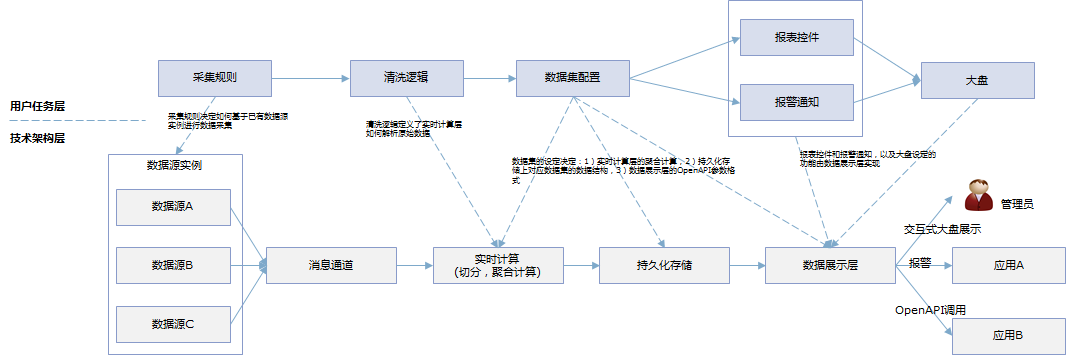 报表控件
采集规则
清洗逻辑
数据集配置
大盘
报警通知
用户任务层
技术架构层
采集规则决定如何基于已有数据源
实例进行数据采集
清洗逻辑定义了实时计算层
如何解析原始数据
数据源实例
数据集的设定决定：1）实时计算层的聚合计算，2）持久化存
储上对应数据集的数据结构，3）数据展示层的OpenAPI参数格
式
报表控件和报警通知，以及大盘设定的
功能由数据展示层实现
数据源A
管理员
交互式大盘展示
数据源B
消息通道
实时计算
(切分，聚合计算)
持久化存储
数据展示层
报警
应用A
OpenAPI调用
数据源C
应用B